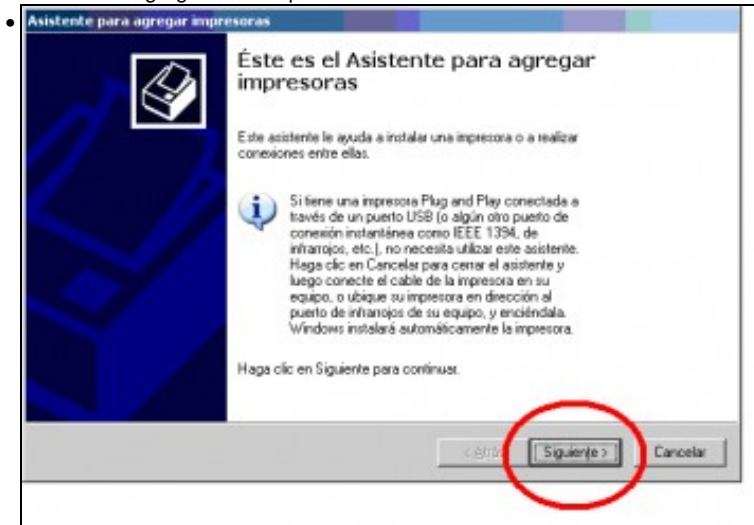 Asistente para agregar impresoras
Éste es el Asistente para agregar
impresoras
Este asistente le ayuda a instalar una impresora o a realizar
conexiones entre ellas.
Si tiene una impresora Plug and Play conectada a
través de un puerto USB (o algún otro puerto de
conexión instantánea como IEEE 1394, de
infrarrojos, etc.), no necesita utilizar este asistente.
Haga clic en Cancelar para cerrar el asistente y
luego conecte el cable de la impresora en su
equipo, o ubique su impresora en dirección al
puerto de infrarrojos de su equipo, y enciéndala.
Windows instalará automáticamente la impresora.
Haga clic en Siguiente para continuar.
Siguiente > Cancelar